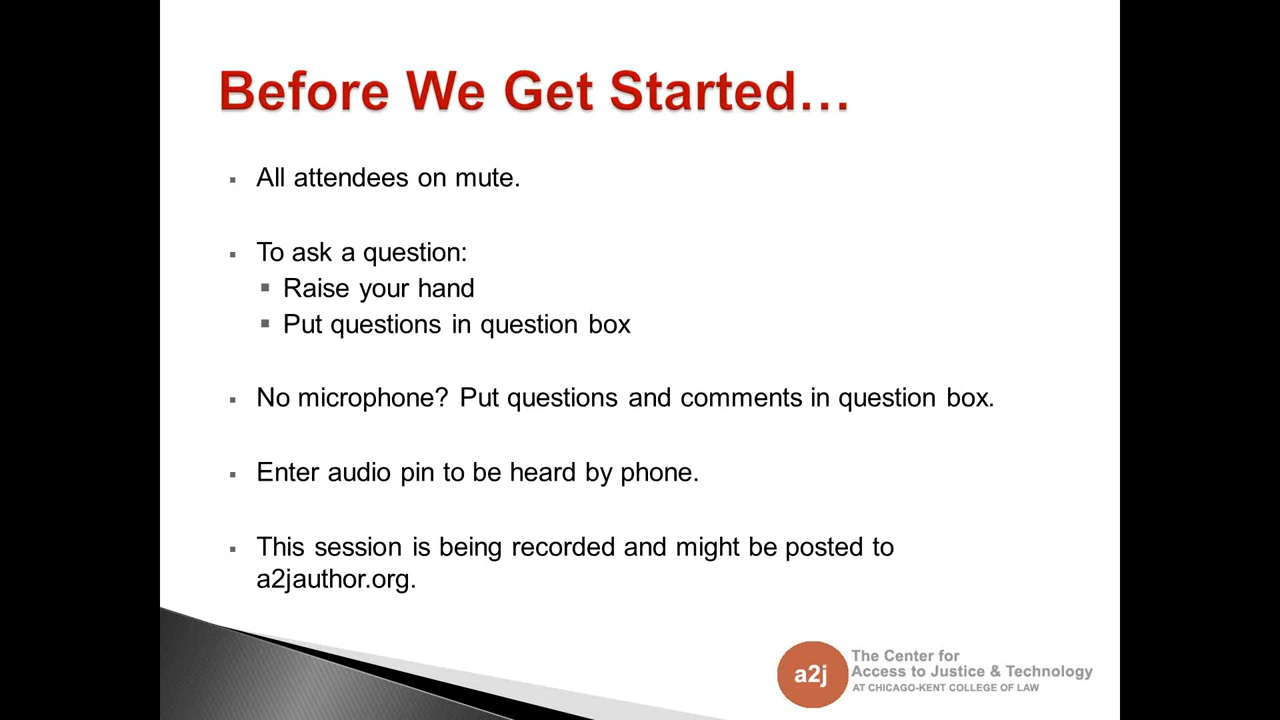 Before We Get Started…
▪ All attendees on mute.
▪ To ask a question:
▪ Raise your hand
▪ Put questions in question box
▪ No microphone? Put questions and comments in question box.
▪ Enter audio pin to be heard by phone.
▪ This session is being recorded and might be posted to
a2jauthor.org.
a2j
The Center for
Access to Justice & Technology
AT CHICAGO-KENT COLLEGE OF LAW